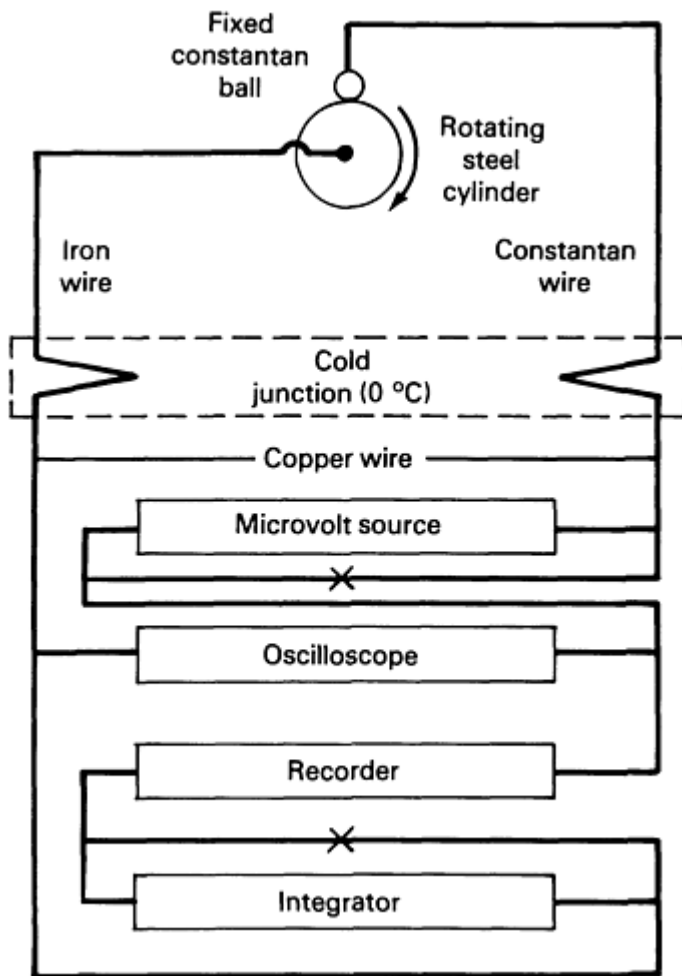 Fixed
constantan
ball
Rotating
steel
cylinder
Iron
wire
Constantan
wire
Cold
junction (0 °C)
Copper wire
Microvolt source
Oscilloscope
Recorder
Integrator